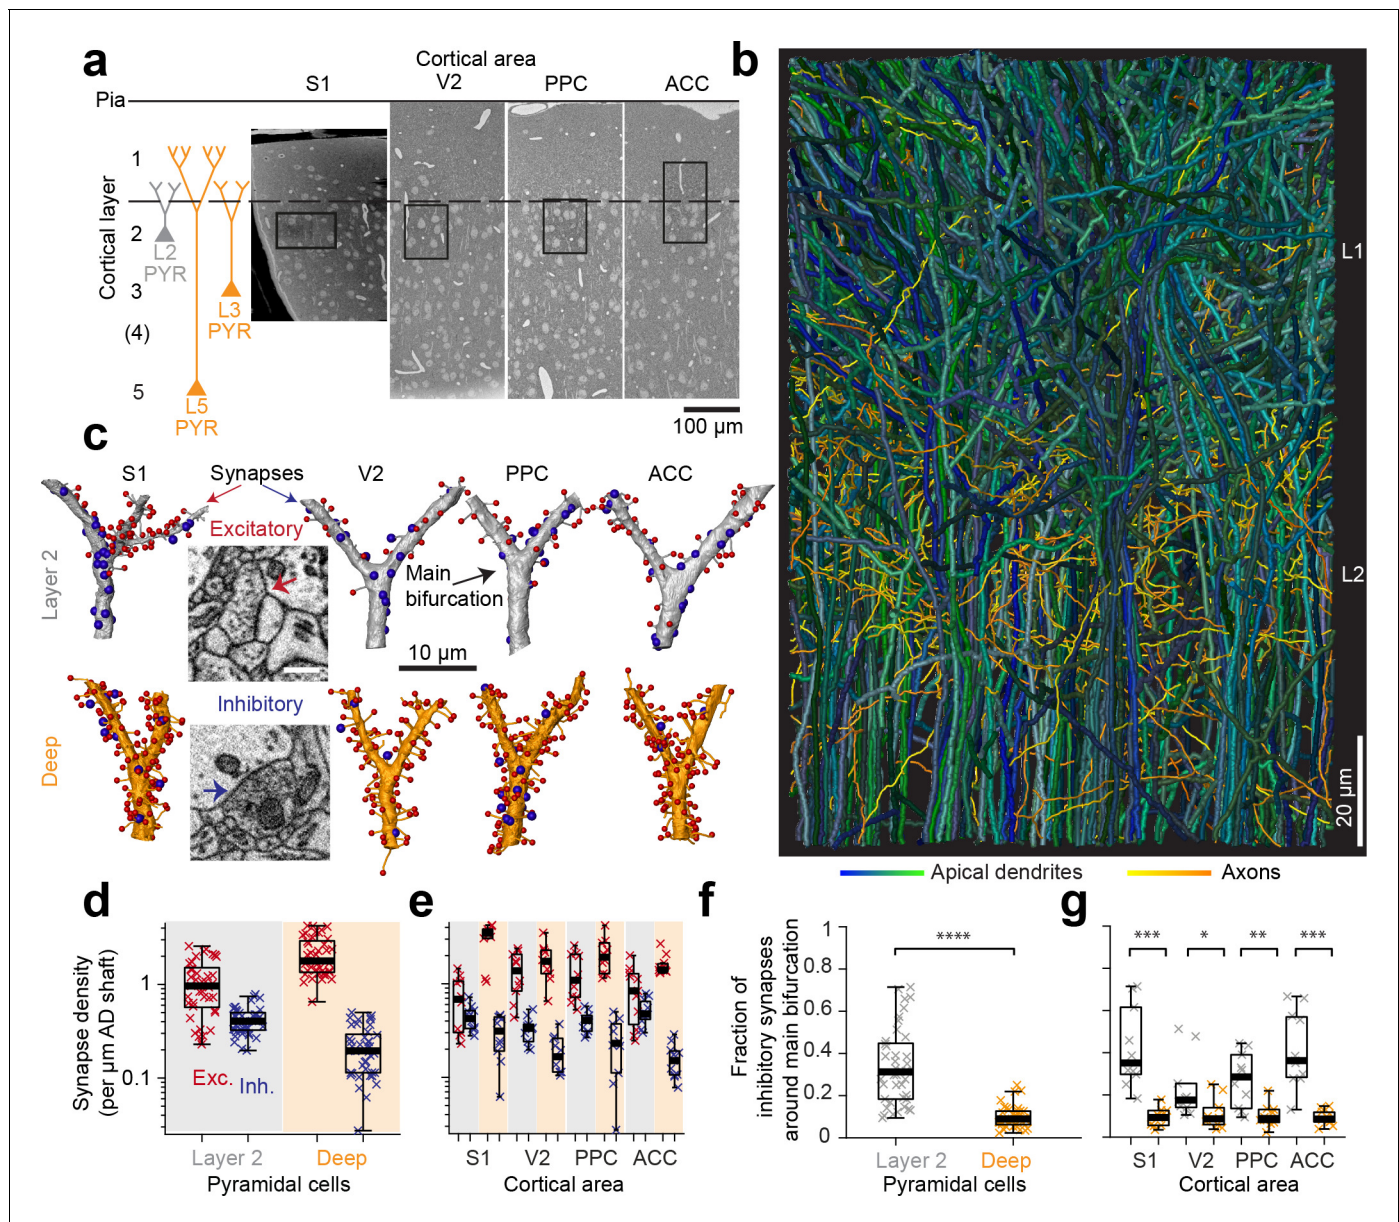 a
Cortical area
S1
V2
PPC
ACC
Pia
Cortical layer
1
2
3
(4)
5
L2
PYR
L3
PYR
L5
PYR
100 µm
b
L1
L2
20 µm
Apical dendrites
Axons
c
S1
Synapses
V2
PPC
ACC
Excitatory
Layer 2
Main
bifurcation
10 µm
Inhibitory
Deep
d
Synapse density
(per µm AD shaft)
1
0.1
Exc.
Inh.
Layer 2
Deep
Pyramidal cells
e
S1
V2
PPC
ACC
Cortical area
f
Fraction of
inhibitory synapses
around main bifurcation
1
0.8
0.6
0.4
0.2
0
****
Layer 2
Deep
Pyramidal cells
g
***
*
**
***
S1
V2
PPC
ACC
Cortical area